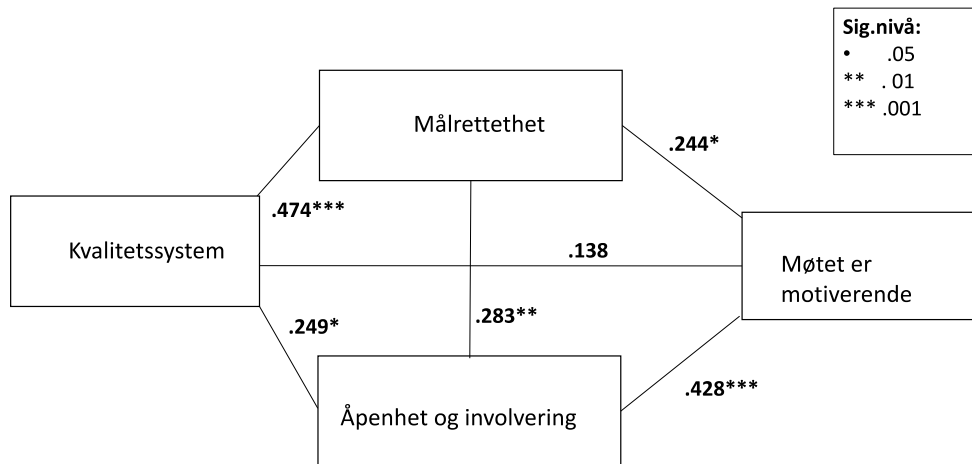 Sig.nivå:
• .05
** . 01
*** .001
Målrettethet
.244*
.474***
Kvalitetssystem
.138
Møtet er
motiverende
.249*
.283**
.428***
Åpenhet og involvering